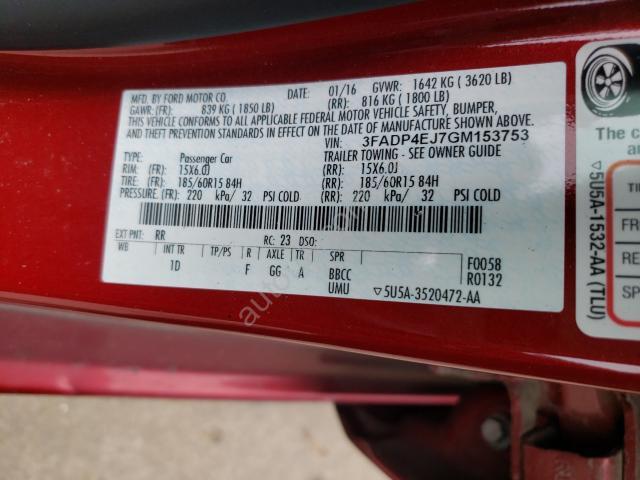 MFD. BY FORD MOTOR CO.
DATE: 01/16 GVWR: 1642 KG ( 3620 LB)
GAWR: (FR): 839 KG ( 1850 LB) (RR): 816 KG ( 1800 LB)
THIS VEHICLE CONFORMS TO ALL APPLICABLE FEDERAL MOTOR VEHICLE SAFETY, BUMPER,
AND THEFT PREVENTION STANDARDS IN EFFECT ON THE DATE OF MANUFACTURE SHOWN ABOVE.
VIN: 3FADP4EJ7GM153753
TYPE: Passenger Car TRAILER TOWING - SEE OWNER GUIDE
RIM: (FR): 15X6.0J (RR): 15X6.0J
TIRE: (FR): 185/60R15 84H (RR): 185/60R15 84H
PRESSURE: (FR): 220 kPa/ 32 PSI COLD (RR): 220 kPa/ 32 PSI COLD
EXT PNT: RR RC: 23 DSO:
WB INT TR TP/PS R AXLE TR SPR
1D F GG A BBCC
UMU
F0058
R0132
▽5U5A-3520472-AA
▽5U5A-1532-AA (TLU)
The c
TI
FR
RE
SP